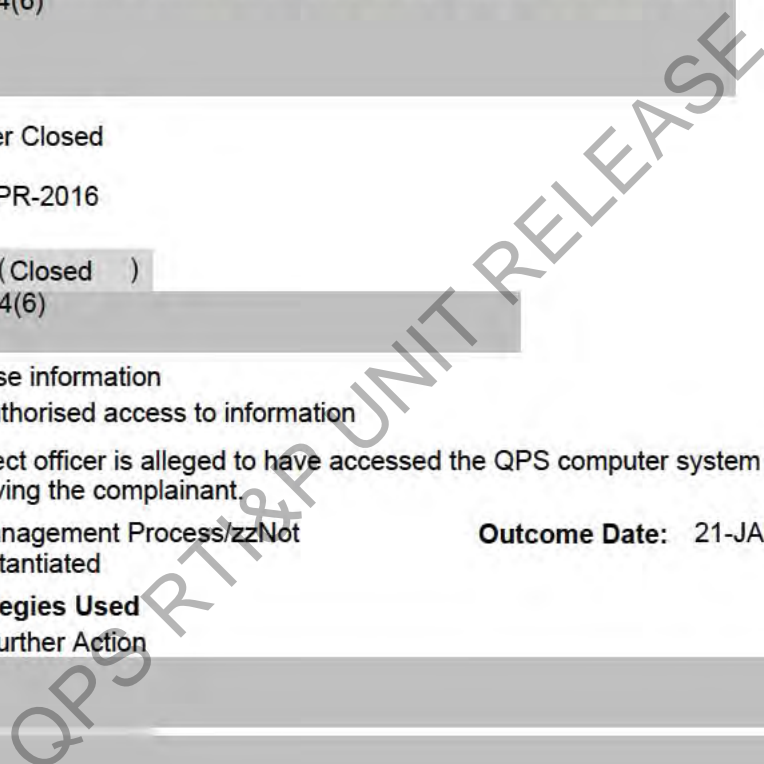 4(6)
er Closed
PR-2016
(Closed )
4(6)
se information
thorised access to information
ect officer is alleged to have accessed the QPS computer system
ving the complainant.
nagement Process/zzNot Outcome Date: 21-JA
tantiated
egies Used
urther Action
QPS RTI&P UNIT RELEASE